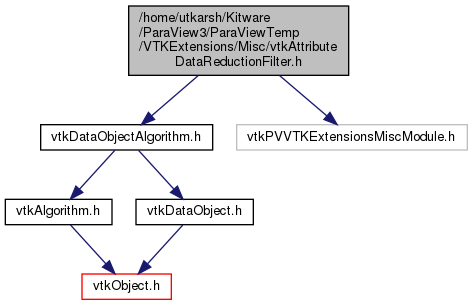 /home/utkarsh/Kitware
/ParaView3/ParaViewTemp
/VTKExtensions/Misc/vtkAttribute
DataReductionFilter.h
vtkDataObjectAlgorithm.h
vtkPVVTKExtensionsMiscModule.h
vtkAlgorithm.h
vtkDataObject.h
vtkObject.h